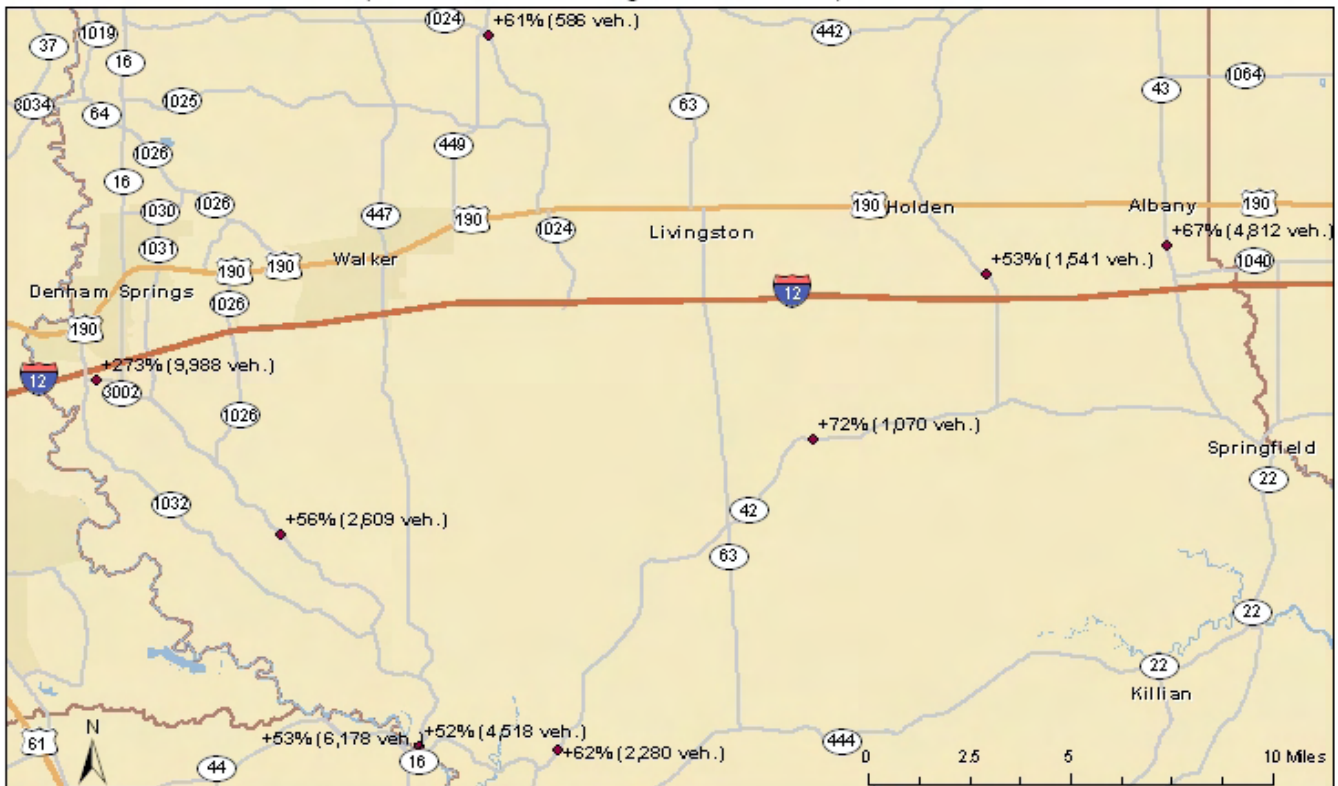 1024
+61% (586 veh.)
442
37
1019
16
1064
43
3034
64
1025
63
1026
449
16
1030
1026
447
190
190
Holden
Albany
190
1031
1024
Livingston
+67% (4,812 veh.)
190
190
Walker
+53% (1,541 veh.)
1040
Denham Springs
1026
12
190
+273% (9,988 veh.)
12
3002
1026
+72% (1,070 veh.)
Springfield
22
1032
42
+56% (2,609 veh.)
63
22
22
Killian
N
61
+53% (6,178 veh.)
+52% (4,518 veh.)
+62% (2,280 veh.)
444
16
44
0 2.5 5 10 Miles